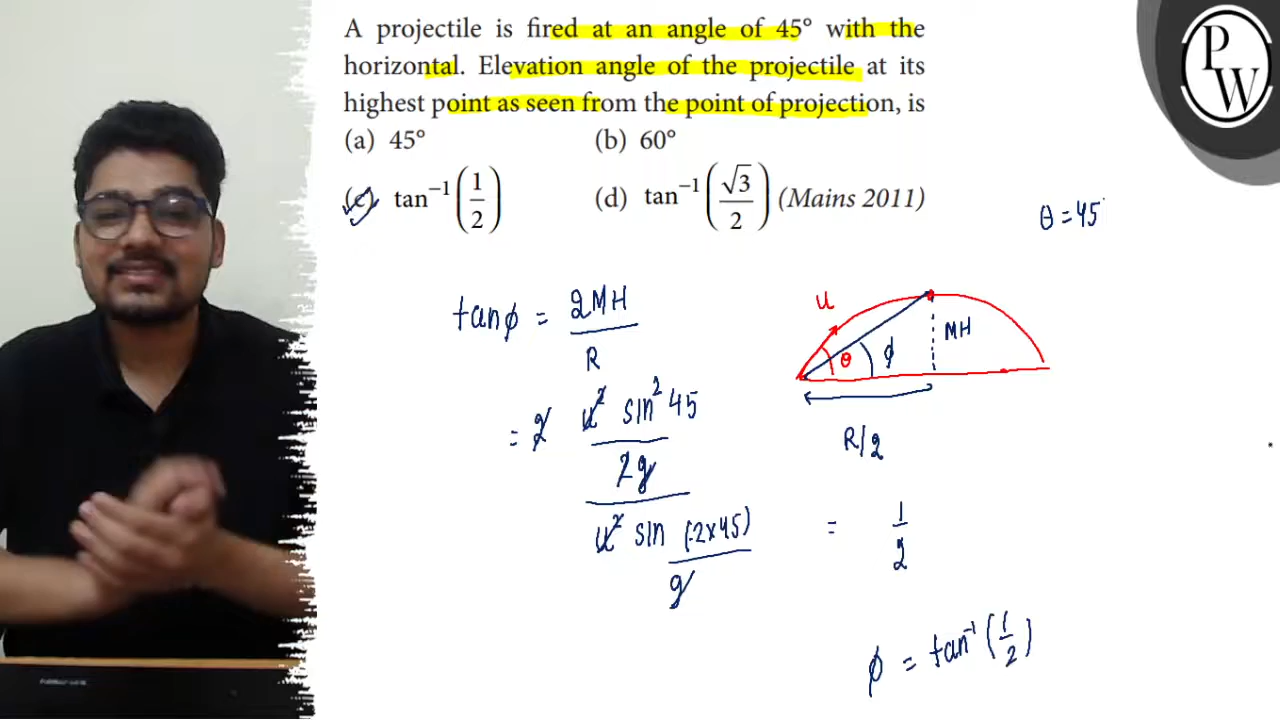 A projectile is fired at an angle of 45° with the
horizontal. Elevation angle of the projectile at its
highest point as seen from the point of projection, is
(a) 45° (b) 60°
(c) tan⁻¹(1/2) (d) tan⁻¹(√3/2) (Mains 2011)
PW
θ = 45
tanϕ = 2MH / R
= 2 u² sin² 45 / 2g
u² sin (2×45) / g
= 1/2
ϕ = tan⁻¹(1/2)
u
θ
ϕ
MH
R/2